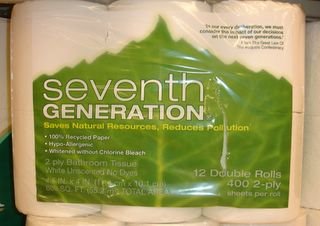 "In our every deliberation, we must
consider the impact of our decisions
on the next seven generations."
seventh
GENERATION
Saves Natural Resources, Reduces Pollution
• 100% Recycled Paper
• Hypo-Allergenic
• Whitened without Chlorine Bleach
2-ply Bathroom Tissue
White Unscented No Dyes
12 Double Rolls
400 2-ply
sheets per roll
TOTAL AREA